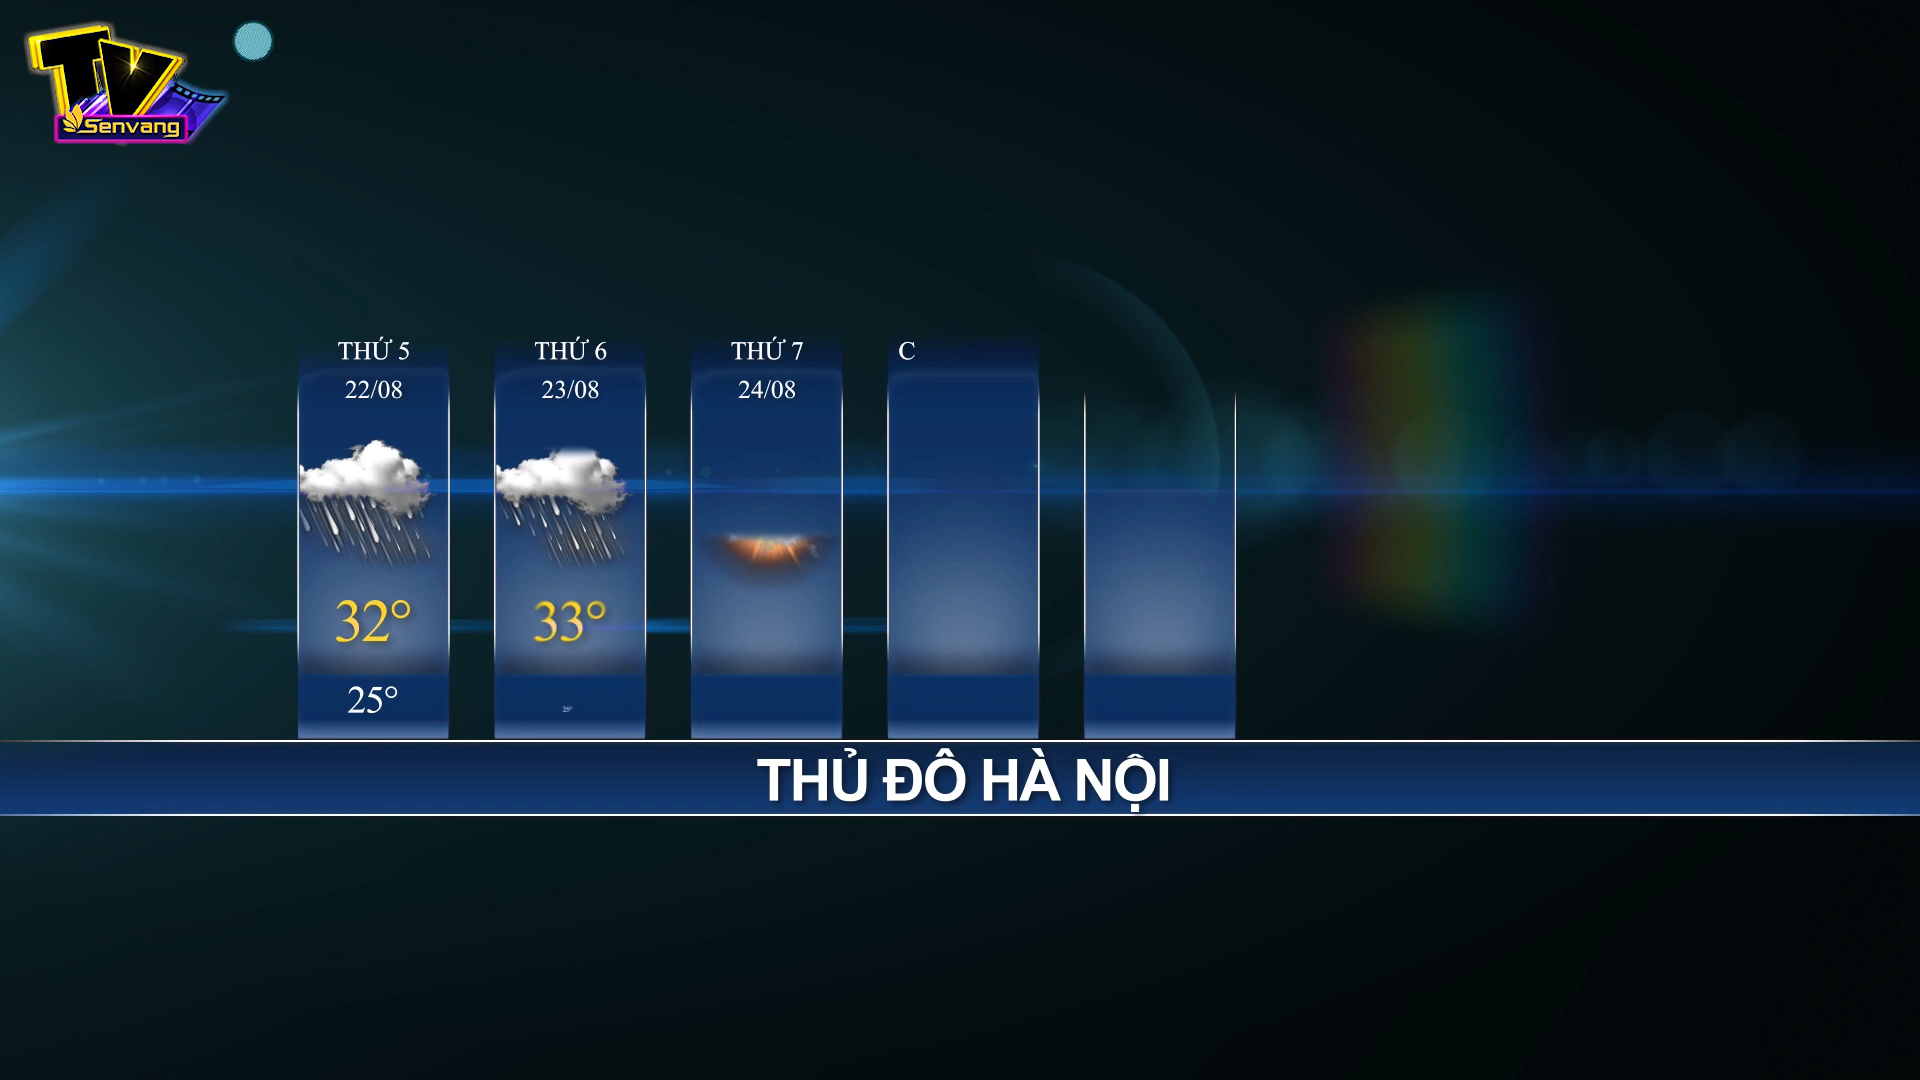 TV
Senvang
THỨ 5
22/08
32°
25°
THỨ 6
23/08
33°
THỨ 7
24/08
C
THỦ ĐÔ HÀ NỘI